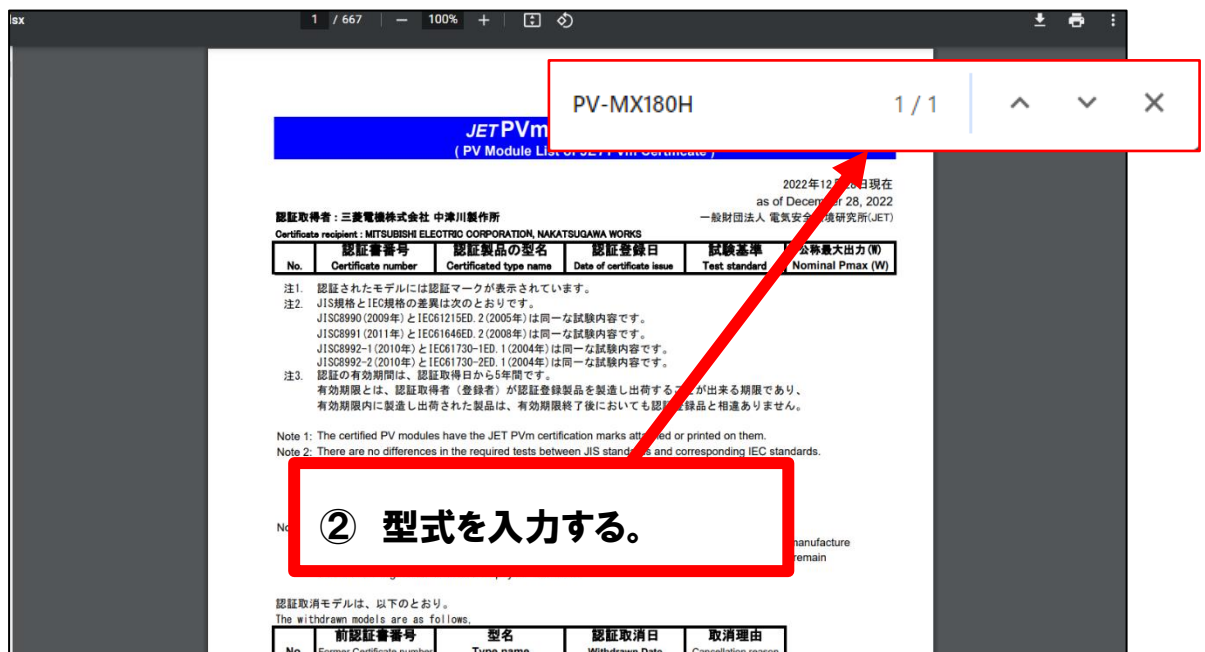 sx
1 / 667 — 100% +
PV-MX180H 1 / 1
JET PVm
( PV Module List of JET PVm Certificate )
2022年12月28日現在
as of December 28, 2022
認証取得者：三菱電機株式会社 中津川製作所
一般財団法人 電気安全環境研究所(JET)
Certificate recipient : MITSUBISHI ELECTRIC CORPORATION, NAKATSUGAWA WORKS
認証書番号 認証製品の型名 認証登録日 試験基準 公称最大出力(W)
No. Certificate number Certificated type name Date of certificate issue Test standard Nominal Pmax (W)
注1. 認証されたモデルには認証マークが表示されています。
注2. JIS規格とIEC規格の差異は次のとおりです。
JISC8990(2009年)とIEC61215ED.2(2005年)は同一な試験内容です。
JISC8991(2011年)とIEC61646ED.2(2008年)は同一な試験内容です。
JISC8992-1(2010年)とIEC61730-1ED.1(2004年)は同一な試験内容です。
JISC8992-2(2010年)とIEC61730-2ED.1(2004年)は同一な試験内容です。
注3. 認証の有効期間は、認証取得日から5年間です。
有効期限とは、認証取得者（登録者）が認証登録製品を製造し出荷することが出来る期限であり、
有効期限内に製造し出荷された製品は、有効期限終了後においても認証登録品と相違ありません。
Note 1: The certified PV modules have the JET PVm certification marks attached or printed on them.
Note 2: There are no differences in the required tests between JIS standards and corresponding IEC standards.
② 型式を入力する。
No
manufacture
remain
認証取消モデルは、以下のとおり。
The withdrawn models are as follows,
前認証書番号 型名 認証取消日 取消理由
No. Former Certificate number Type name Withdrawn Date Cancellation reason